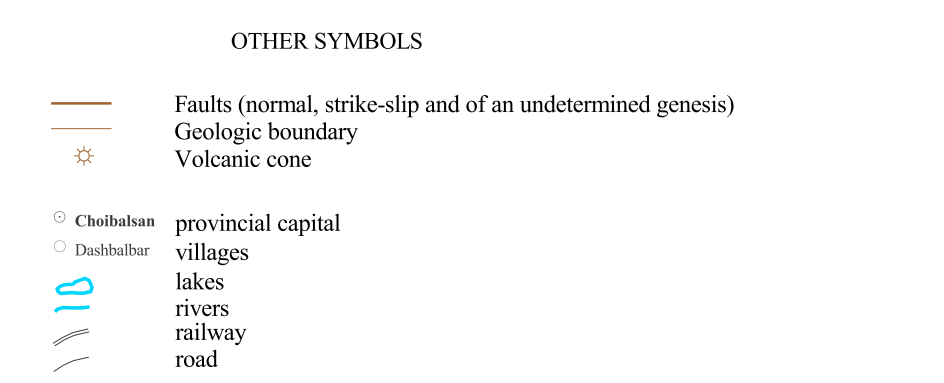 OTHER SYMBOLS
Faults (normal, strike-slip and of an undetermined genesis)
Geologic boundary
Volcanic cone
Choibalsan provincial capital
Dashbalbar villages
lakes
rivers
railway
road